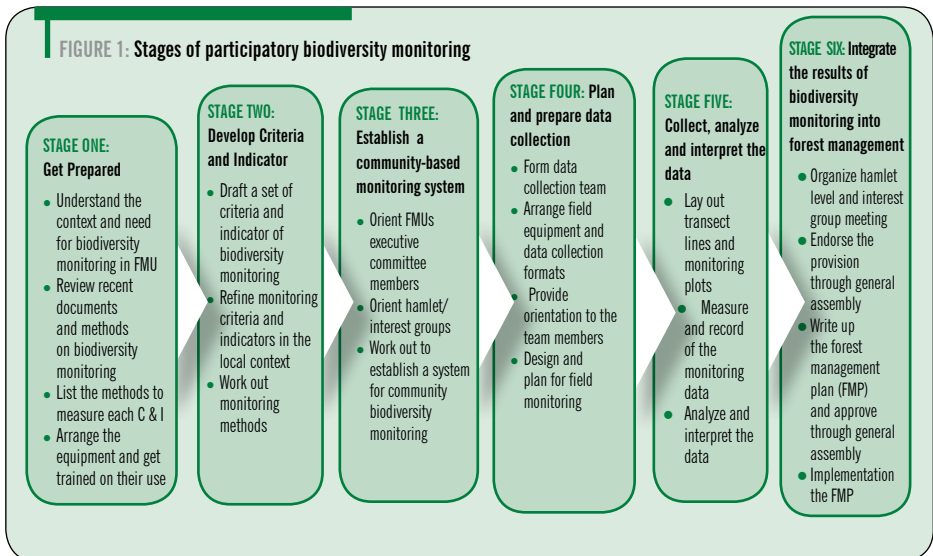 FIGURE 1: Stages of participatory biodiversity monitoring
STAGE ONE:
Get Prepared
• Understand the
context and need
for biodiversity
monitoring in FMU
• Review recent
documents
and methods
on biodiversity
monitoring
• List the methods to
measure each C & I
• Arrange the
equipment and get
trained on their use
STAGE TWO:
Develop Criteria
and Indicator
• Draft a set of
criteria and
indicator of
biodiversity
monitoring
• Refine monitoring
criteria and
indicators in the
local context
• Work out
monitoring
methods
STAGE THREE:
Establish a
community-based
monitoring system
• Orient FMUs
executive
committee
members
• Orient hamlet/
interest groups
• Work out to
establish a system
for community
biodiversity
monitoring
STAGE FOUR: Plan
and prepare data
collection
• Form data
collection team
• Arrange field
equipment and
data collection
formats
• Provide
orientation to the
team members
• Design and
plan for field
monitoring
STAGE FIVE:
Collect, analyze
and interpret the
data
• Lay out
transect
lines and
monitoring
plots
• Measure
and record
of the
monitoring
data
• Analyze and
interpret the
data
STAGE SIX: Integrate
the results of
biodiversity
monitoring into
forest management
• Organize hamlet
level and interest
group meeting
• Endorse the
provision
through general
assembly
• Write up
the forest
management
plan (FMP)
and approve
through general
assembly
• Implementation
the FMP